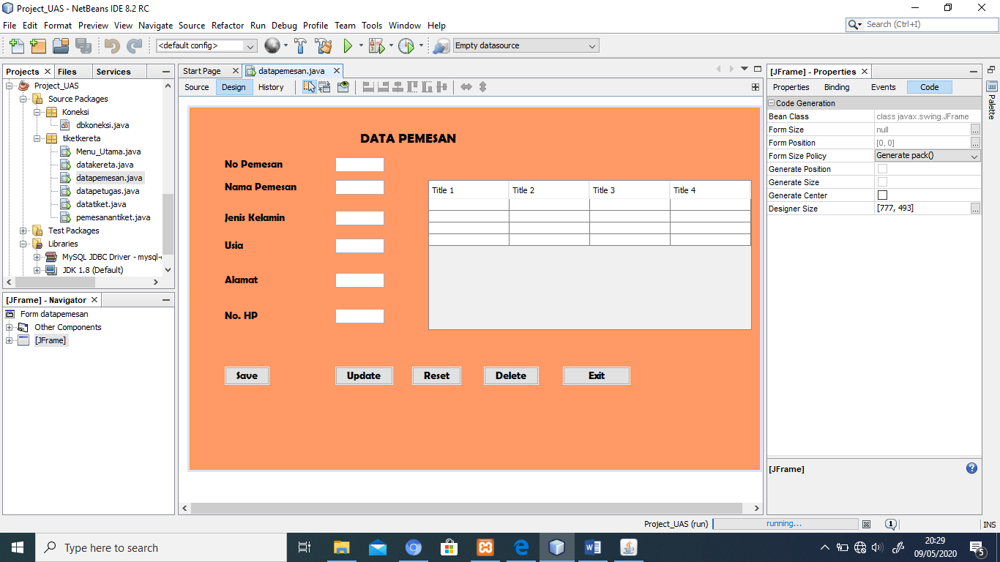 Project_UAS - NetBeans IDE 8.2 RC
File Edit Format Preview View Navigate Source Refactor Run Debug Profile Team Tools Window Help
Search (Ctrl+I)
<default config>
Empty datasource
Projects Files Services
Project_UAS
Source Packages
Koneksi
dbkoneksi.java
tiketkereta
Menu_Utama.java
datakereta.java
datapemesan.java
datapetugas.java
datatiket.java
pemesanantiket.java
Test Packages
Libraries
MySQL JDBC Driver - mysql-
JDK 1.8 (Default)
[JFrame] - Navigator
Form datapemesan
Other Components
[JFrame]
Start Page datapemesan.java
Source Design History
DATA PEMESAN
No Pemesan
Nama Pemesan
Jenis Kelamin
Usia
Alamat
No. HP
Title 1 Title 2 Title 3 Title 4
Save Update Reset Delete Exit
[JFrame] - Properties
Properties Binding Events Code
Code Generation
Bean Class class javax.swing.JFrame
Form Size null ...
Form Position [0, 0] ...
Form Size Policy Generate pack()
Generate Position
Generate Size
Generate Center
Designer Size [777, 493] ...
[JFrame]
Palette
Project_UAS (run) running... 1 INS
Type here to search
20:29
09/05/2020
5